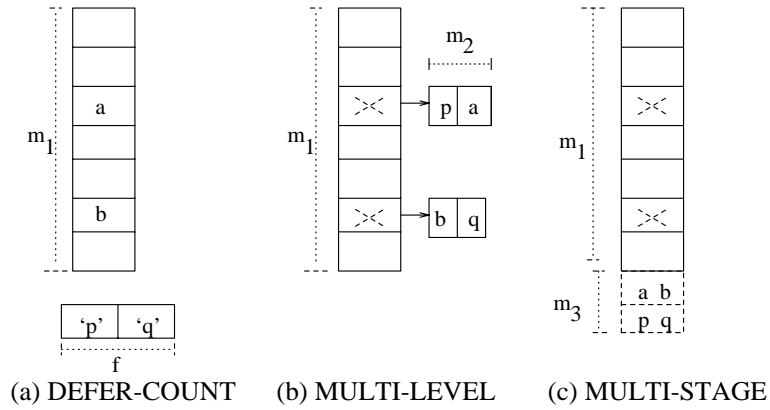 m1
a
b
‘p’ ‘q’
f
(a) DEFER-COUNT
m1
m2
p a
b q
(b) MULTI-LEVEL
m1
m3
a b
p q
(c) MULTI-STAGE